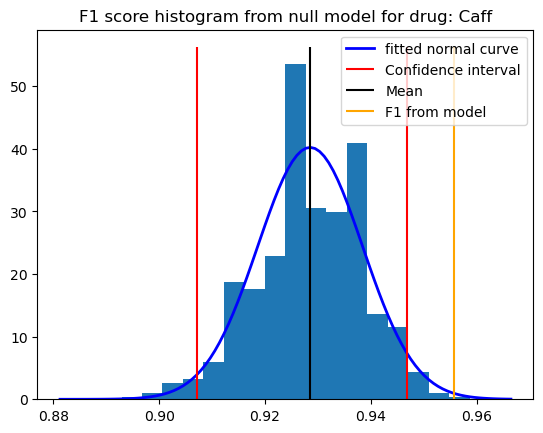 F1 score histogram from null model for drug: Caff
fitted normal curve
Confidence interval
Mean
F1 from model
50
40
30
20
10
0
0.88 0.90 0.92 0.94 0.96